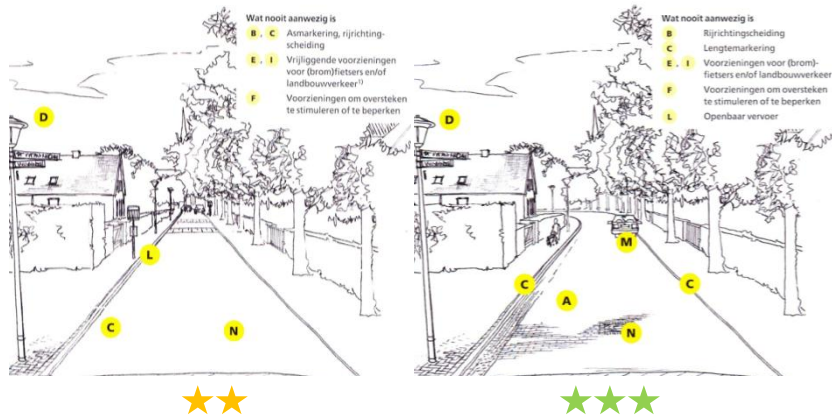 Wat nooit aanwezig is
B , C Asmarkering, rijrichting-
scheiding
E , I Vrijliggende voorzieningen
voor (brom)fietsers en/of
landbouwverkeer¹⁾
F Voorzieningen om oversteken
te stimuleren of te beperken
D
L
C
N
Wat nooit aanwezig is
B Rijrichtingscheiding
C Lengtemarkering
E , I Voorzieningen voor (brom)-
fietsers en/of landbouwverkeer
F Voorzieningen om oversteken
te stimuleren of te beperken
L Openbaar vervoer
D
M
C
C
A
N